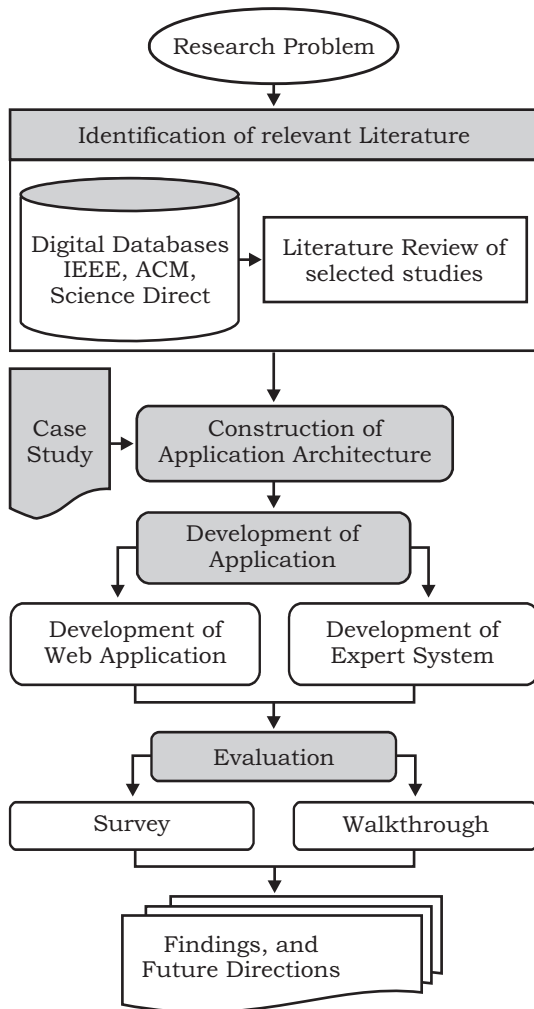 Research Problem
Identification of relevant Literature
Digital Databases
IEEE, ACM,
Science Direct
Literature Review of
selected studies
Case
Study
Construction of
Application Architecture
Development of
Application
Development of
Web Application
Development of
Expert System
Evaluation
Survey
Walkthrough
Findings, and
Future Directions